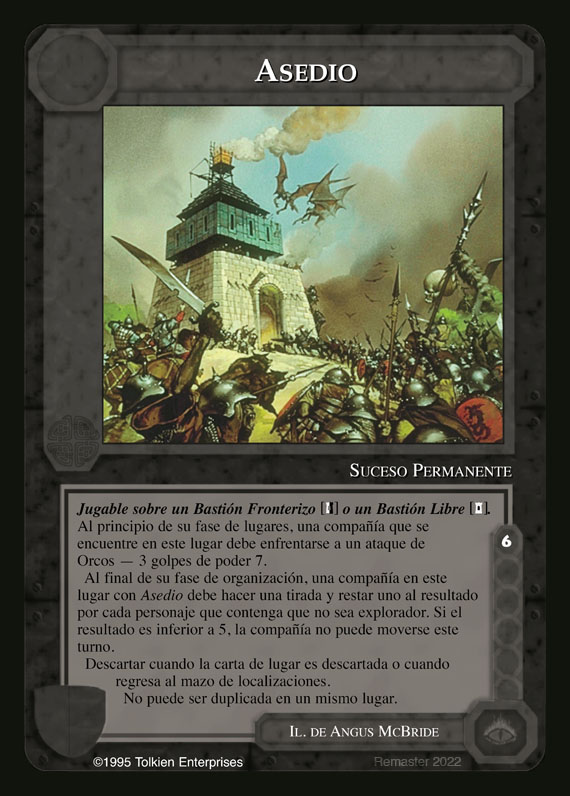 Asedio
Suceso Permanente
Jugable sobre un Bastión Fronterizo [ ] o un Bastión Libre [ ].
Al principio de su fase de lugares, una compañía que se
encuentre en este lugar debe enfrentarse a un ataque de
Orcos — 3 golpes de poder 7.
Al final de su fase de organización, una compañía en este
lugar con Asedio debe hacer una tirada y restar uno al resultado
por cada personaje que contenga que no sea explorador. Si el
resultado es inferior a 5, la compañía no puede moverse este
turno.
Descartar cuando la carta de lugar es descartada o cuando
regresa al mazo de localizaciones.
No puede ser duplicada en un mismo lugar.
6
Il. de Angus McBride
©1995 Tolkien Enterprises
Remaster 2022